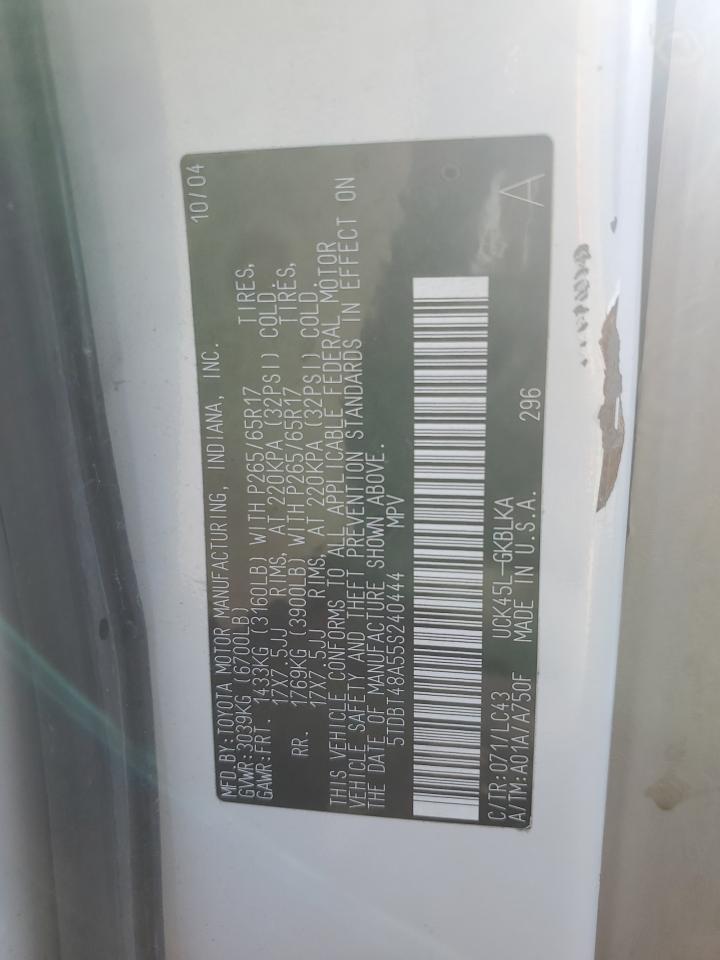 MFD.BY:TOYOTA MOTOR MANUFACTURING, INDIANA, INC. 10/04
GVWR:3039KG (6700LB)
GAWR:FRT. 1433KG (3160LB) WITH P265/65R17 TIRES,
17X7.5JJ RIMS, AT 220KPA (32PSI) COLD.
RR. 1769KG (3900LB) WITH P265/65R17 TIRES,
17X7.5JJ RIMS, AT 220KPA (32PSI) COLD.
THIS VEHICLE CONFORMS TO ALL APPLICABLE FEDERAL MOTOR
VEHICLE SAFETY AND THEFT PREVENTION STANDARDS IN EFFECT ON
THE DATE OF MANUFACTURE SHOWN ABOVE.
5TDBT48A55S240444 MPV
C/TR:071/LC43 UCK45L-GKBLKA
A/TM:A01A/A750F MADE IN U.S.A. 296 A